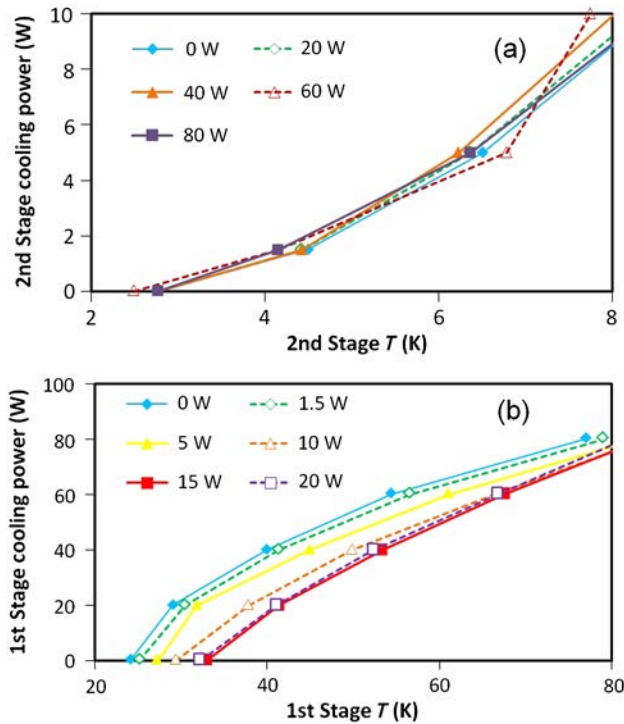 10
8
6
4
2
0
2nd Stage cooling power (W)
(a)
0 W
20 W
40 W
60 W
80 W
2
4
6
8
2nd Stage T (K)
100
80
60
40
20
0
1st Stage cooling power (W)
(b)
0 W
1.5 W
5 W
10 W
15 W
20 W
20
40
60
80
1st Stage T (K)